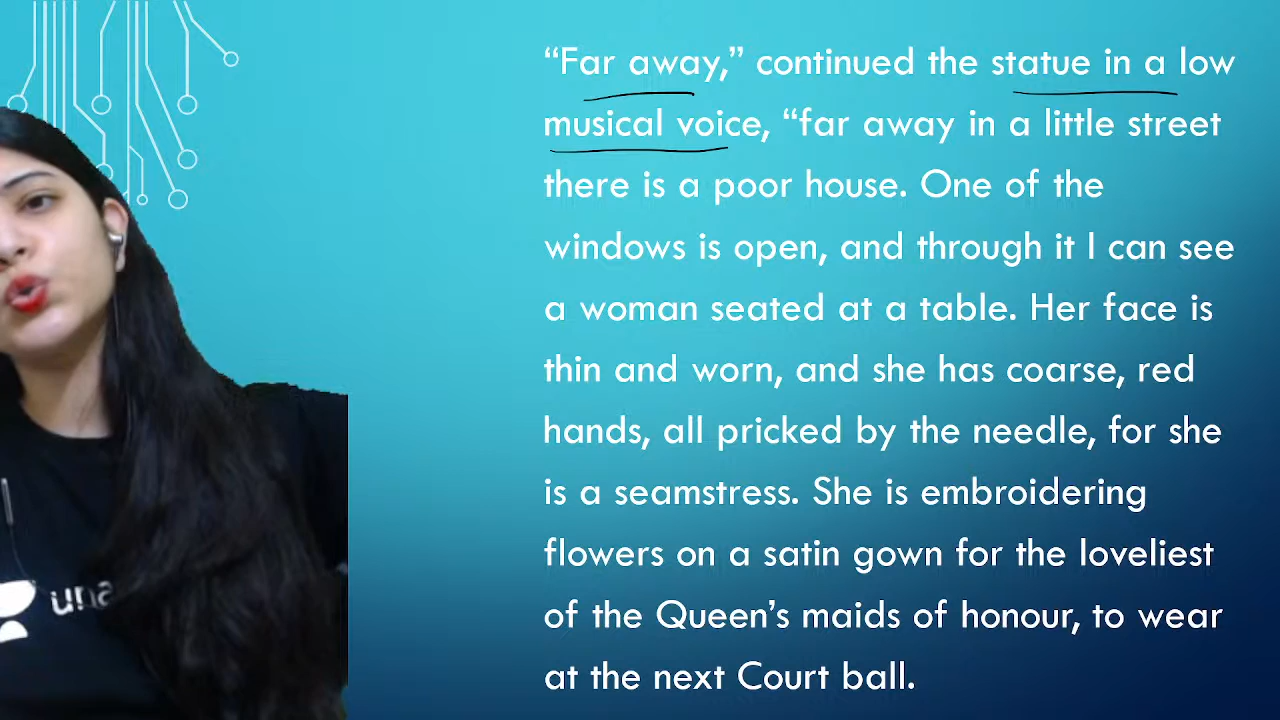 “Far away,” continued the statue in a low
musical voice, “far away in a little street
there is a poor house. One of the
windows is open, and through it I can see
a woman seated at a table. Her face is
thin and worn, and she has coarse, red
hands, all pricked by the needle, for she
is a seamstress. She is embroidering
flowers on a satin gown for the loveliest
of the Queen’s maids of honour, to wear
at the next Court ball.